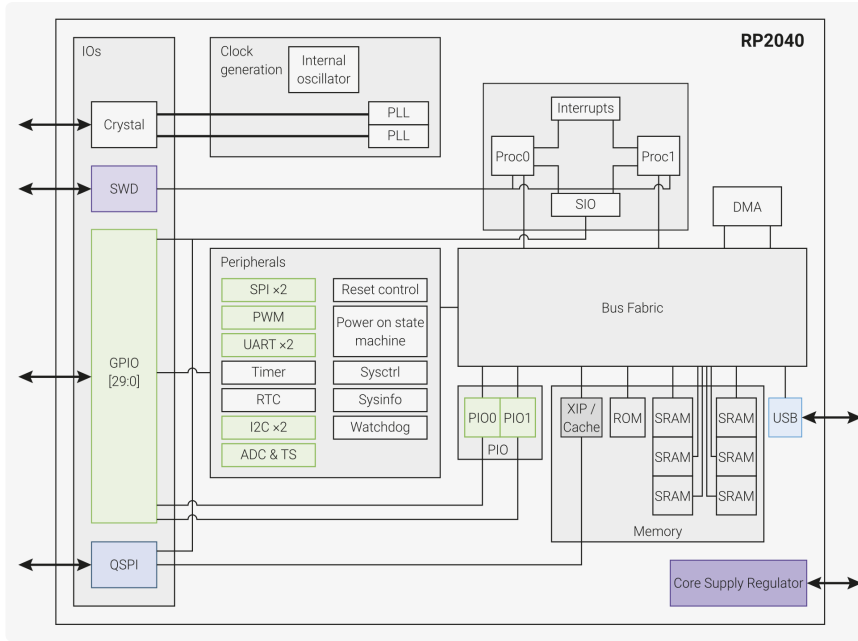 RP2040
IOs
Clock
generation
Internal
oscillator
Crystal
PLL
PLL
Interrupts
Proc0
Proc1
SWD
SIO
DMA
Peripherals
SPI ×2
Reset control
PWM
Power on state
machine
UART ×2
Bus Fabric
GPIO
[29:0]
Timer
Sysctrl
RTC
Sysinfo
I2C ×2
Watchdog
ADC & TS
PIO0
PIO1
PIO
XIP /
Cache
ROM
SRAM
SRAM
USB
SRAM
SRAM
SRAM
SRAM
Memory
QSPI
Core Supply Regulator